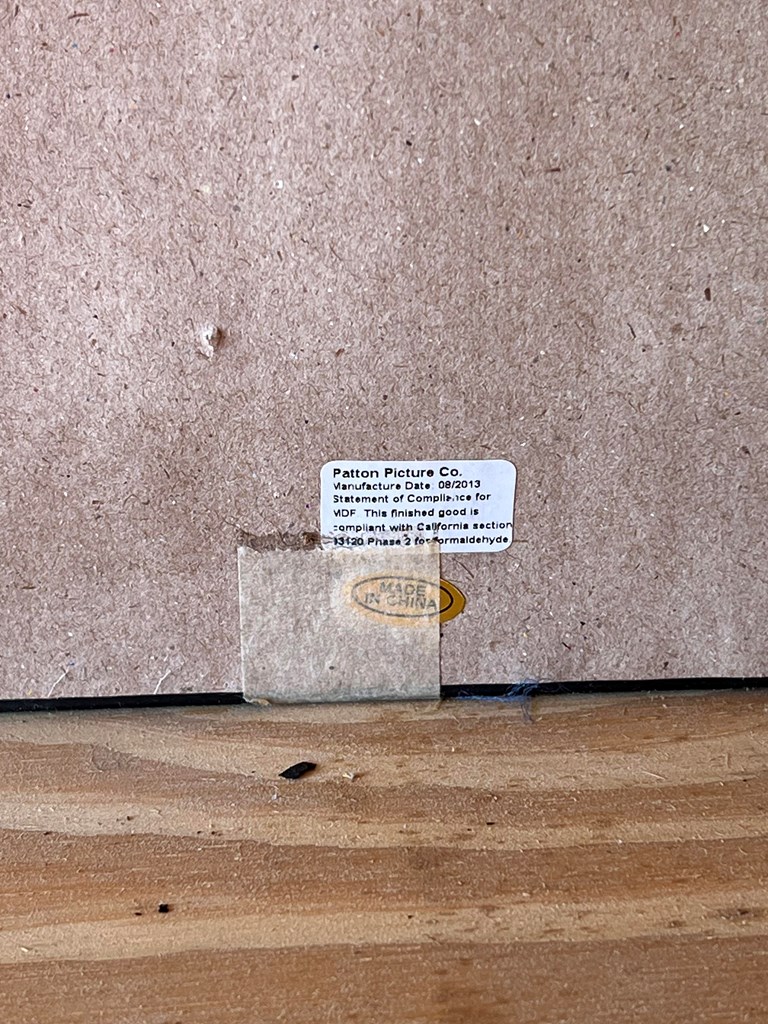 Patton Picture Co.
Manufacture Date: 08/2013
Statement of Compliance for
MDF. This finished good is
compliant with California section
93120 Phase 2 for formaldehyde
MADE
IN CHINA